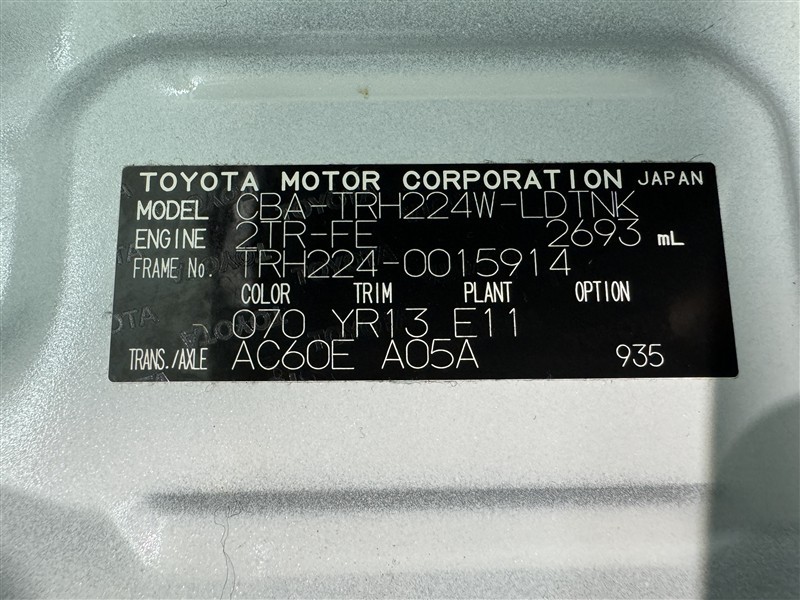 TOYOTA MOTOR CORPORATION JAPAN
MODEL CBA-TRH224W-LDTNK
ENGINE 2TR-FE 2693 mL
FRAME No. TRH224-0015914
COLOR TRIM PLANT OPTION
070 YR13 E11
TRANS./AXLE AC60E A05A 935